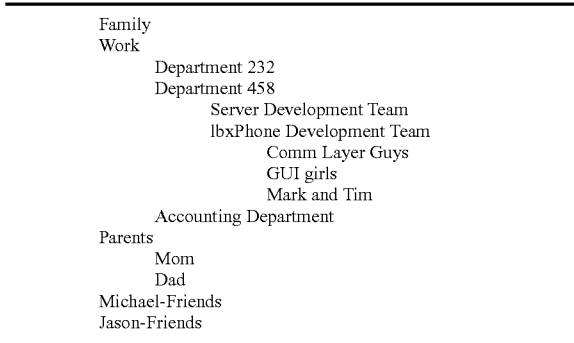 Family
Work
Department 232
Department 458
Server Development Team
lbxPhone Development Team
Comm Layer Guys
GUI girls
Mark and Tim
Accounting Department
Parents
Mom
Dad
Michael-Friends
Jason-Friends